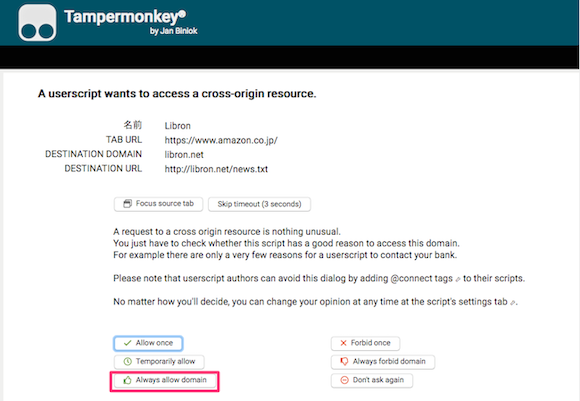 Tampermonkey®
by Jan Biniok
A userscript wants to access a cross-origin resource.
名前 Libron
TAB URL https://www.amazon.co.jp/
DESTINATION DOMAIN libron.net
DESTINATION URL http://libron.net/news.txt
Focus source tab Skip timeout (3 seconds)
A request to a cross origin resource is nothing unusual.
You just have to check whether this script has a good reason to access this domain.
For example there are only a very few reasons for a userscript to contact your bank.
Please note that userscript authors can avoid this dialog by adding @connect tags to their scripts.
No matter how you'll decide, you can change your opinion at any time at the script's settings tab .
Allow once Forbid once
Temporarily allow Always forbid domain
Always allow domain Don't ask again